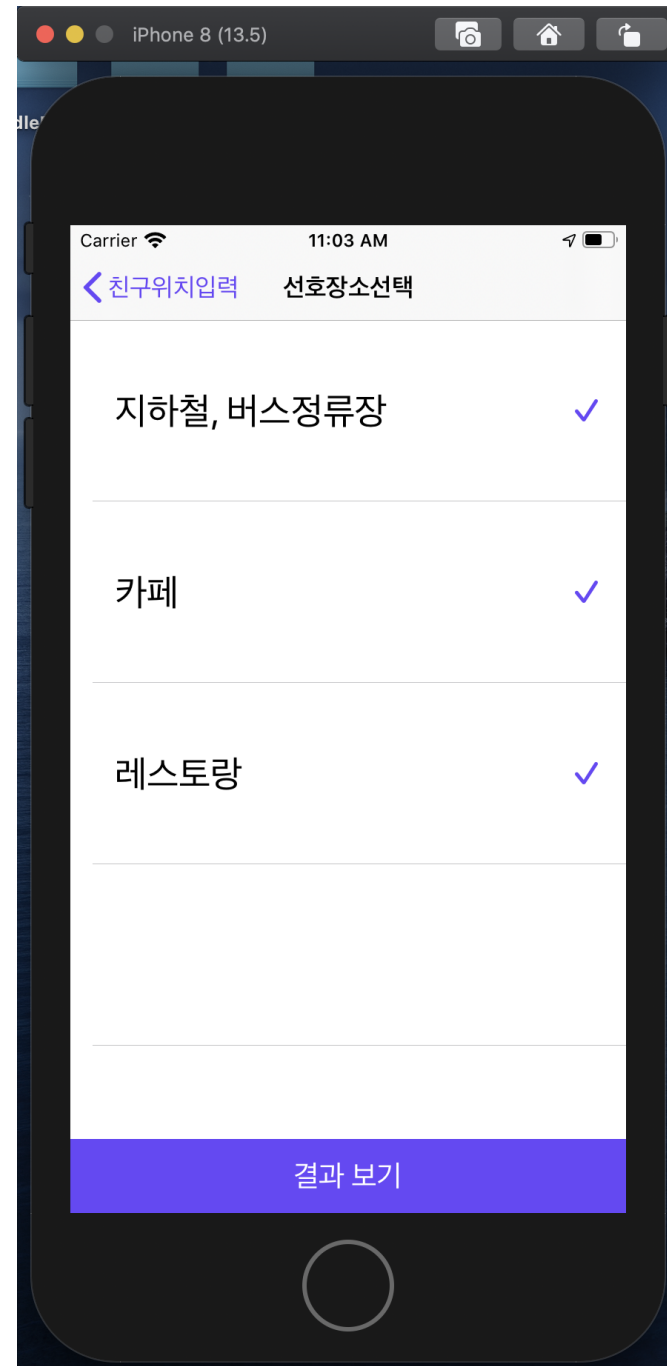 iPhone 8 (13.5)
Carrier
11:03 AM
친구위치입력
선호장소선택
지하철, 버스정류장
카페
레스토랑
결과 보기